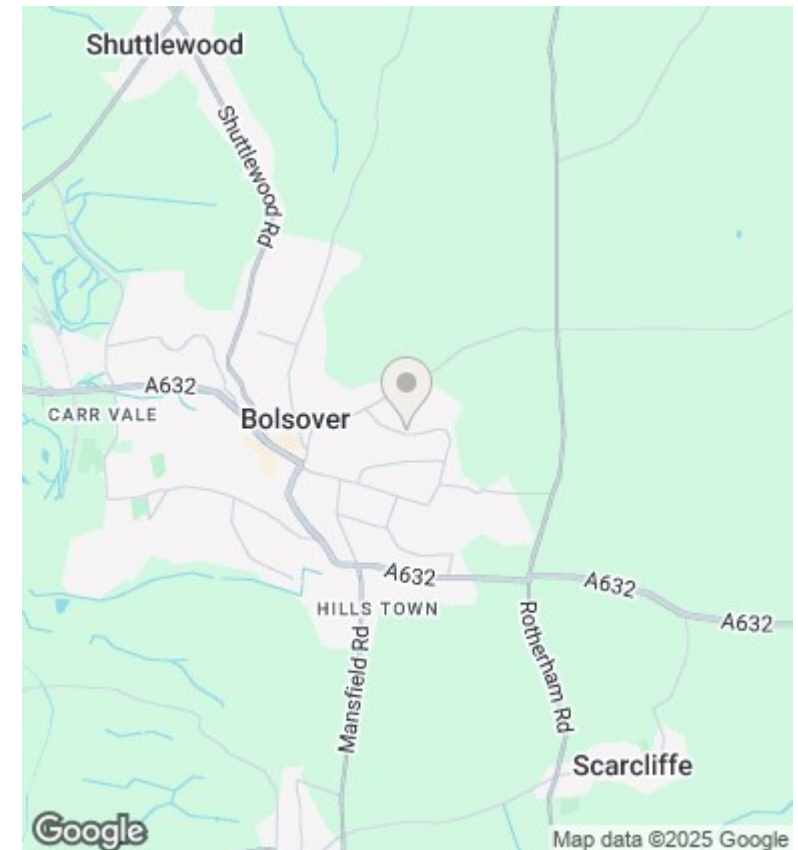 Shuttlewood
Shuttlewood Rd
A632
CARR VALE
Bolsover
A632
A632
HILLS TOWN
A632
Rotherham Rd
Mansfield Rd
Scarcliffe
Google
Map data ©2025 Google